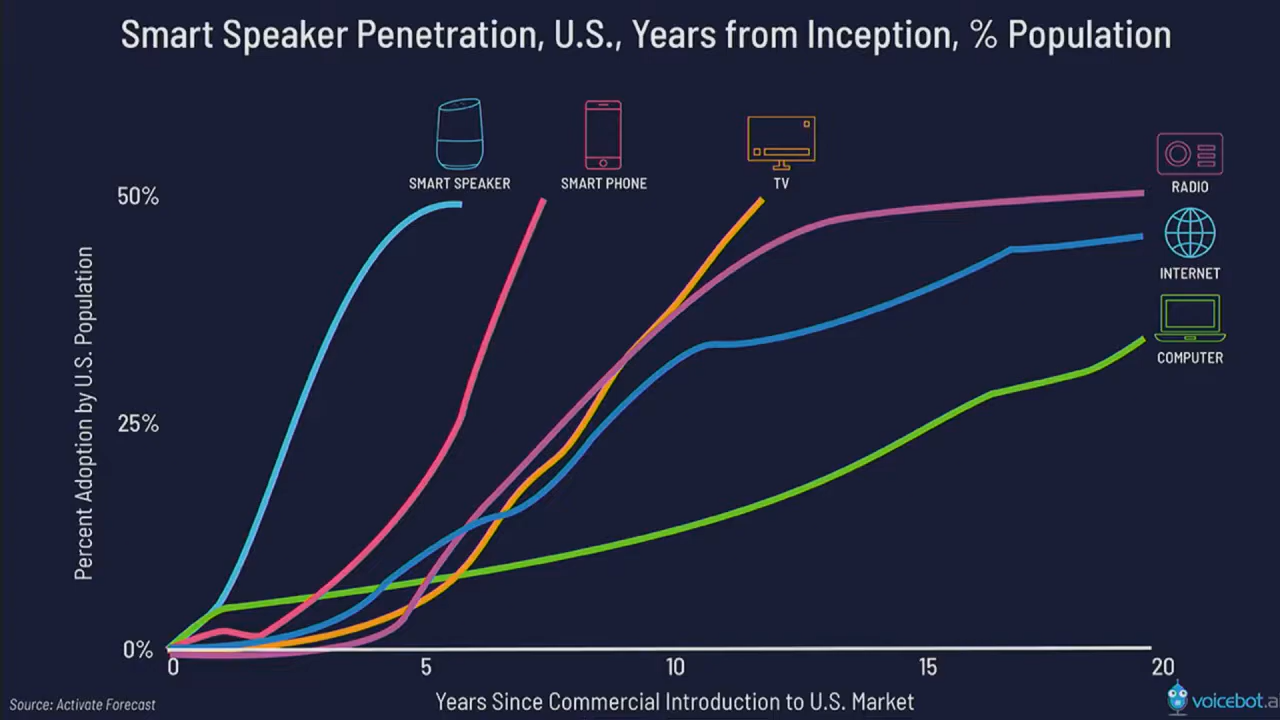 Smart Speaker Penetration, U.S., Years from Inception, % Population
SMART SPEAKER
SMART PHONE
TV
RADIO
INTERNET
COMPUTER
Percent Adoption by U.S. Population
50%
25%
0%
0
5
10
15
20
Years Since Commercial Introduction to U.S. Market
Source: Activate Forecast
voicebot.a